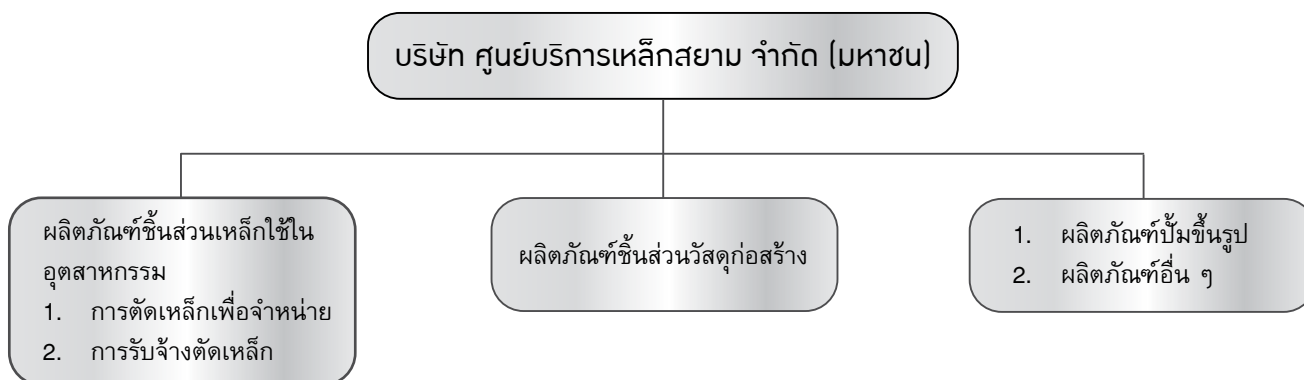 บริษัท ศูนย์บริการเหล็กสยาม จำกัด (มหาชน)
ผลิตภัณฑ์ชิ้นส่วนเหล็กใช้ใน
อุตสาหกรรม
1. การตัดเหล็กเพื่อจำหน่าย
2. การรับจ้างตัดเหล็ก
ผลิตภัณฑ์ชิ้นส่วนวัสดุก่อสร้าง
1. ผลิตภัณฑ์ปั้มขึ้นรูป
2. ผลิตภัณฑ์อื่น ๆ